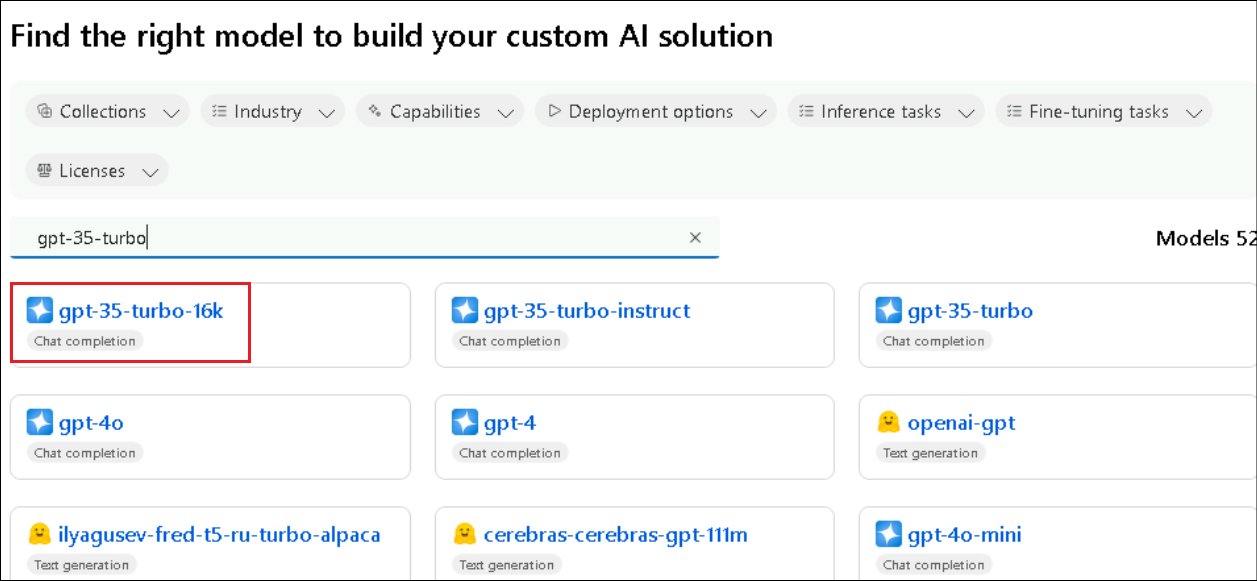 Find the right model to build your custom AI solution
Collections Industry Capabilities Deployment options Inference tasks Fine-tuning tasks
Licenses
gpt-35-turbo
Models 52
gpt-35-turbo-16k gpt-35-turbo-instruct gpt-35-turbo
Chat completion Chat completion Chat completion
gpt-4o gpt-4 openai-gpt
Chat completion Chat completion Text generation
ilyagusev-fred-t5-ru-turbo-alpaca cerebras-cerebras-gpt-111m gpt-4o-mini
Text generation Text generation Chat completion